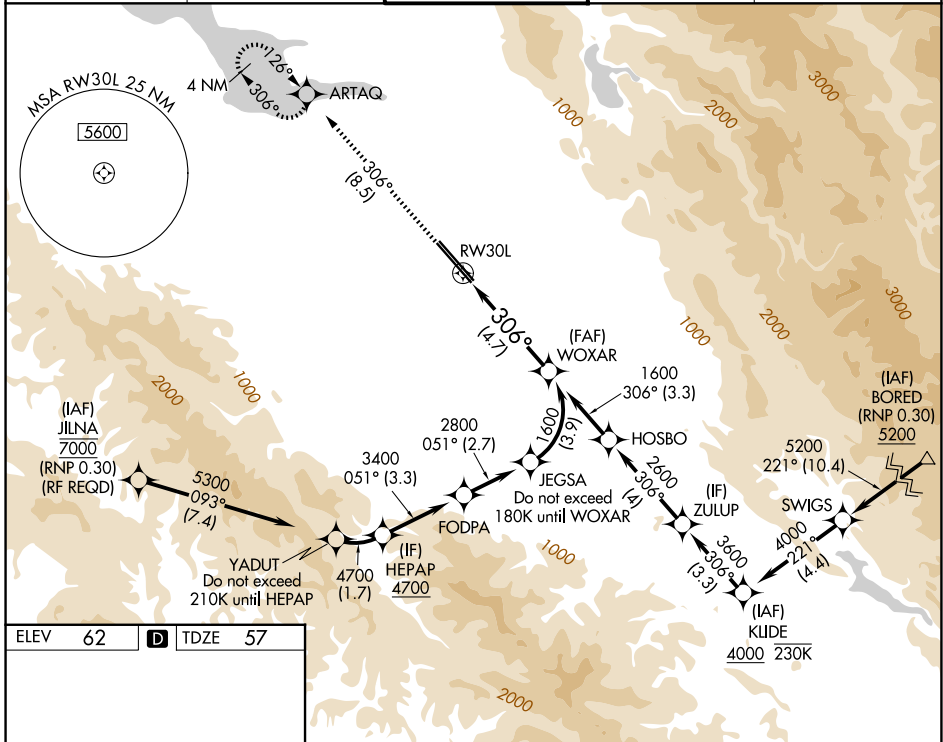 MSA RW30L 25 NM
5600
4 NM
126°
306°
ARTAQ
306°
(8.5)
RW30L
306°
(4.7)
(FAF)
WOXAR
1600
306° (3.3)
HOSBO
1600
(3.9)
JEGSA
Do not exceed
180K until WOXAR
2800
051° (2.7)
FODPA
3400
051° (3.3)
(IF)
HEPAP
4700
4700
(1.7)
YADUT
Do not exceed
210K until HEPAP
5300
093°
(7.4)
(IAF)
JILNA
7000
(RNP 0.30)
(RF REQD)
2600
306°
(4)
(IF)
ZULUP
3600
306°
(3.3)
(IAF)
KLIDE
4000 230K
4000
221°
(4.4)
SWIGS
5200
221° (10.4)
(IAF)
BORED
(RNP 0.30)
5200
1000
2000
3000
1000
2000
3000
2000
1000
1000
2000
ELEV 62 D TDZE 57